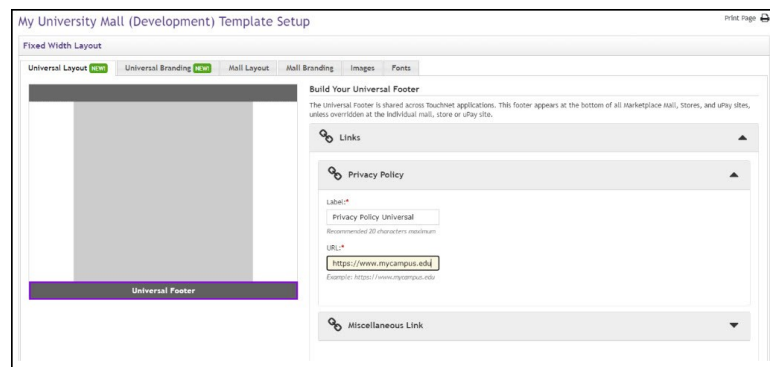 My University Mall (Development) Template Setup
Print Page
Fixed Width Layout
Universal Layout NEW!
Universal Branding NEW!
Mall Layout
Mall Branding
Images
Fonts
Build Your Universal Footer
The Universal Footer is shared across TouchNet applications. This footer appears at the bottom of all Marketplace Mall, Stores, and uPay sites,
unless overridden at the individual mall, store or uPay site.
Links
Privacy Policy
Label:*
Privacy Policy Universal
Recommended 20 characters maximum
URL:*
https://www.mycampus.edu
Example: https://www.mycampus.edu
Universal Footer
Miscellaneous Link